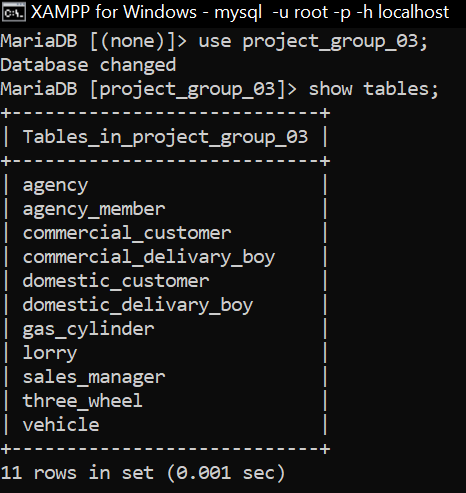 C:\. XAMPP for Windows - mysql  -u root -p -h localhost
MariaDB [(none)]> use project_group_03;
Database changed
MariaDB [project_group_03]> show tables;
+---------------------------+
| Tables_in_project_group_03 |
+---------------------------+
| agency                     |
| agency_member              |
| commercial_customer        |
| commercial_delivary_boy    |
| domestic_customer          |
| domestic_delivary_boy      |
| gas_cylinder               |
| lorry                      |
| sales_manager              |
| three_wheel                |
| vehicle                    |
+---------------------------+
11 rows in set (0.001 sec)